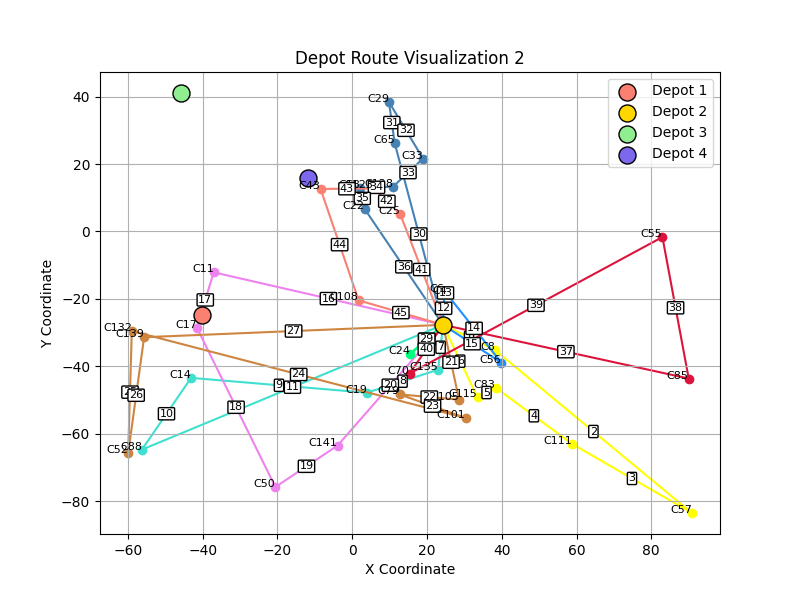 Depot Route Visualization 2
Depot 1
Depot 2
Depot 3
Depot 4
Y Coordinate
40
20
0
−20
−40
−60
−80
−60
−40
−20
0
20
40
60
80
X Coordinate
C29
31
32
C65
C33
33
C43
43
34
35
42
C22
C25
30
44
36
41
C11
16
17
C108
45
C17
C132
C139
27
12
13
14
15
29
40
7
C24
C8
C56
C55
39
38
37
C85
C14
24
9
11
10
18
26
C52
C88
C19
C70
C135
8
20
C79
22
23
C115
C101
C83
5
4
C111
2
3
C57
C141
19
C50